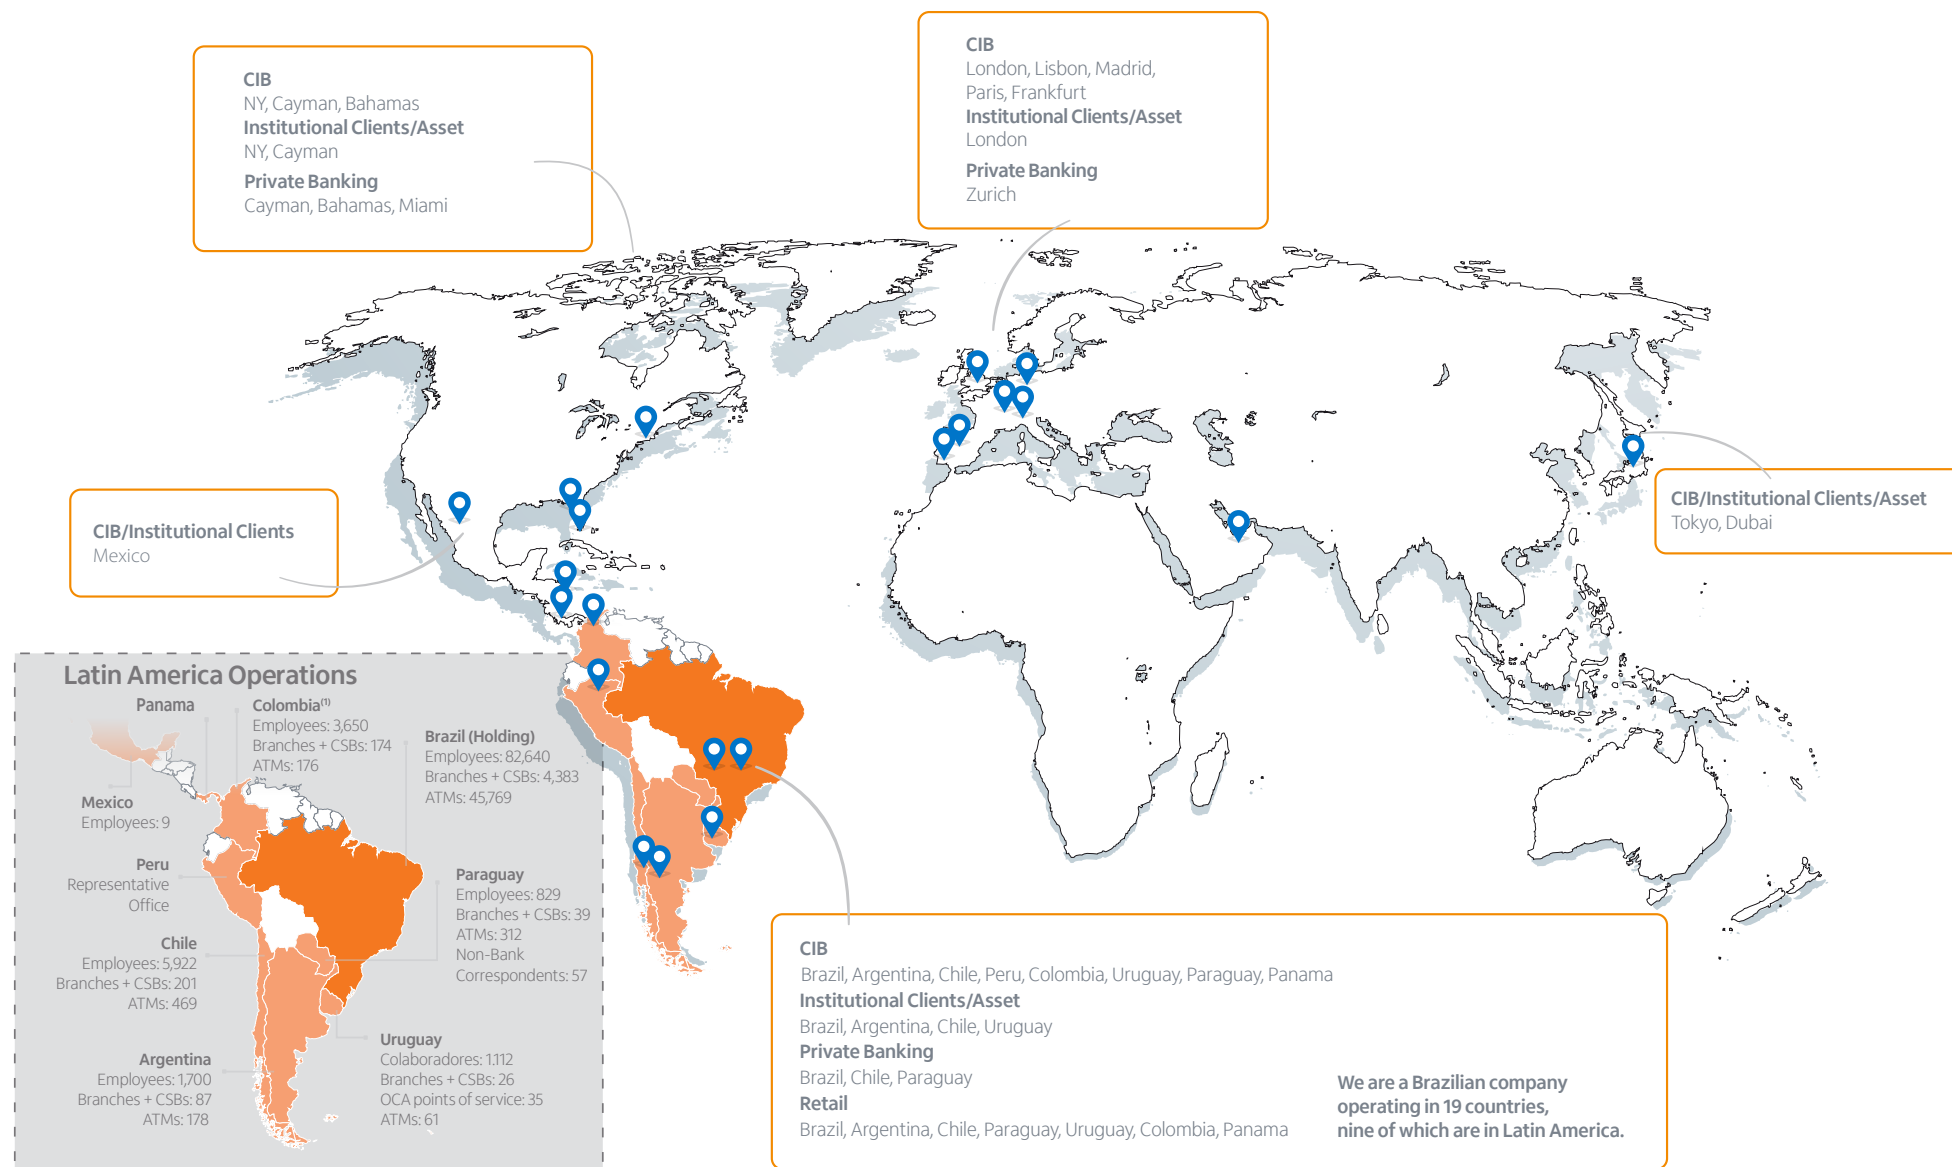 CIB
NY, Cayman, Bahamas
Institutional Clients/Asset
NY, Cayman
Private Banking
Cayman, Bahamas, Miami
CIB
London, Lisbon, Madrid,
Paris, Frankfurt
Institutional Clients/Asset
London
Private Banking
Zurich
CIB/Institutional Clients
Mexico
CIB/Institutional Clients/Asset
Tokyo, Dubai
Latin America Operations
Panama
Colombia(1)
Employees: 3,650
Branches + CSBs: 174
ATMs: 176
Brazil (Holding)
Employees: 82,640
Branches + CSBs: 4,383
ATMs: 45,769
Mexico
Employees: 9
Peru
Representative
Office
Paraguay
Employees: 829
Branches + CSBs: 39
ATMs: 312
Non-Bank
Correspondents: 57
Chile
Employees: 5,922
Branches + CSBs: 201
ATMs: 469
Uruguay
Colaboradores: 1.112
Branches + CSBs: 26
OCA points of service: 35
ATMs: 61
Argentina
Employees: 1,700
Branches + CSBs: 87
ATMs: 178
CIB
Brazil, Argentina, Chile, Peru, Colombia, Uruguay, Paraguay, Panama
Institutional Clients/Asset
Brazil, Argentina, Chile, Uruguay
Private Banking
Brazil, Chile, Paraguay
Retail
Brazil, Argentina, Chile, Paraguay, Uruguay, Colombia, Panama
We are a Brazilian company
operating in 19 countries,
nine of which are in Latin America.